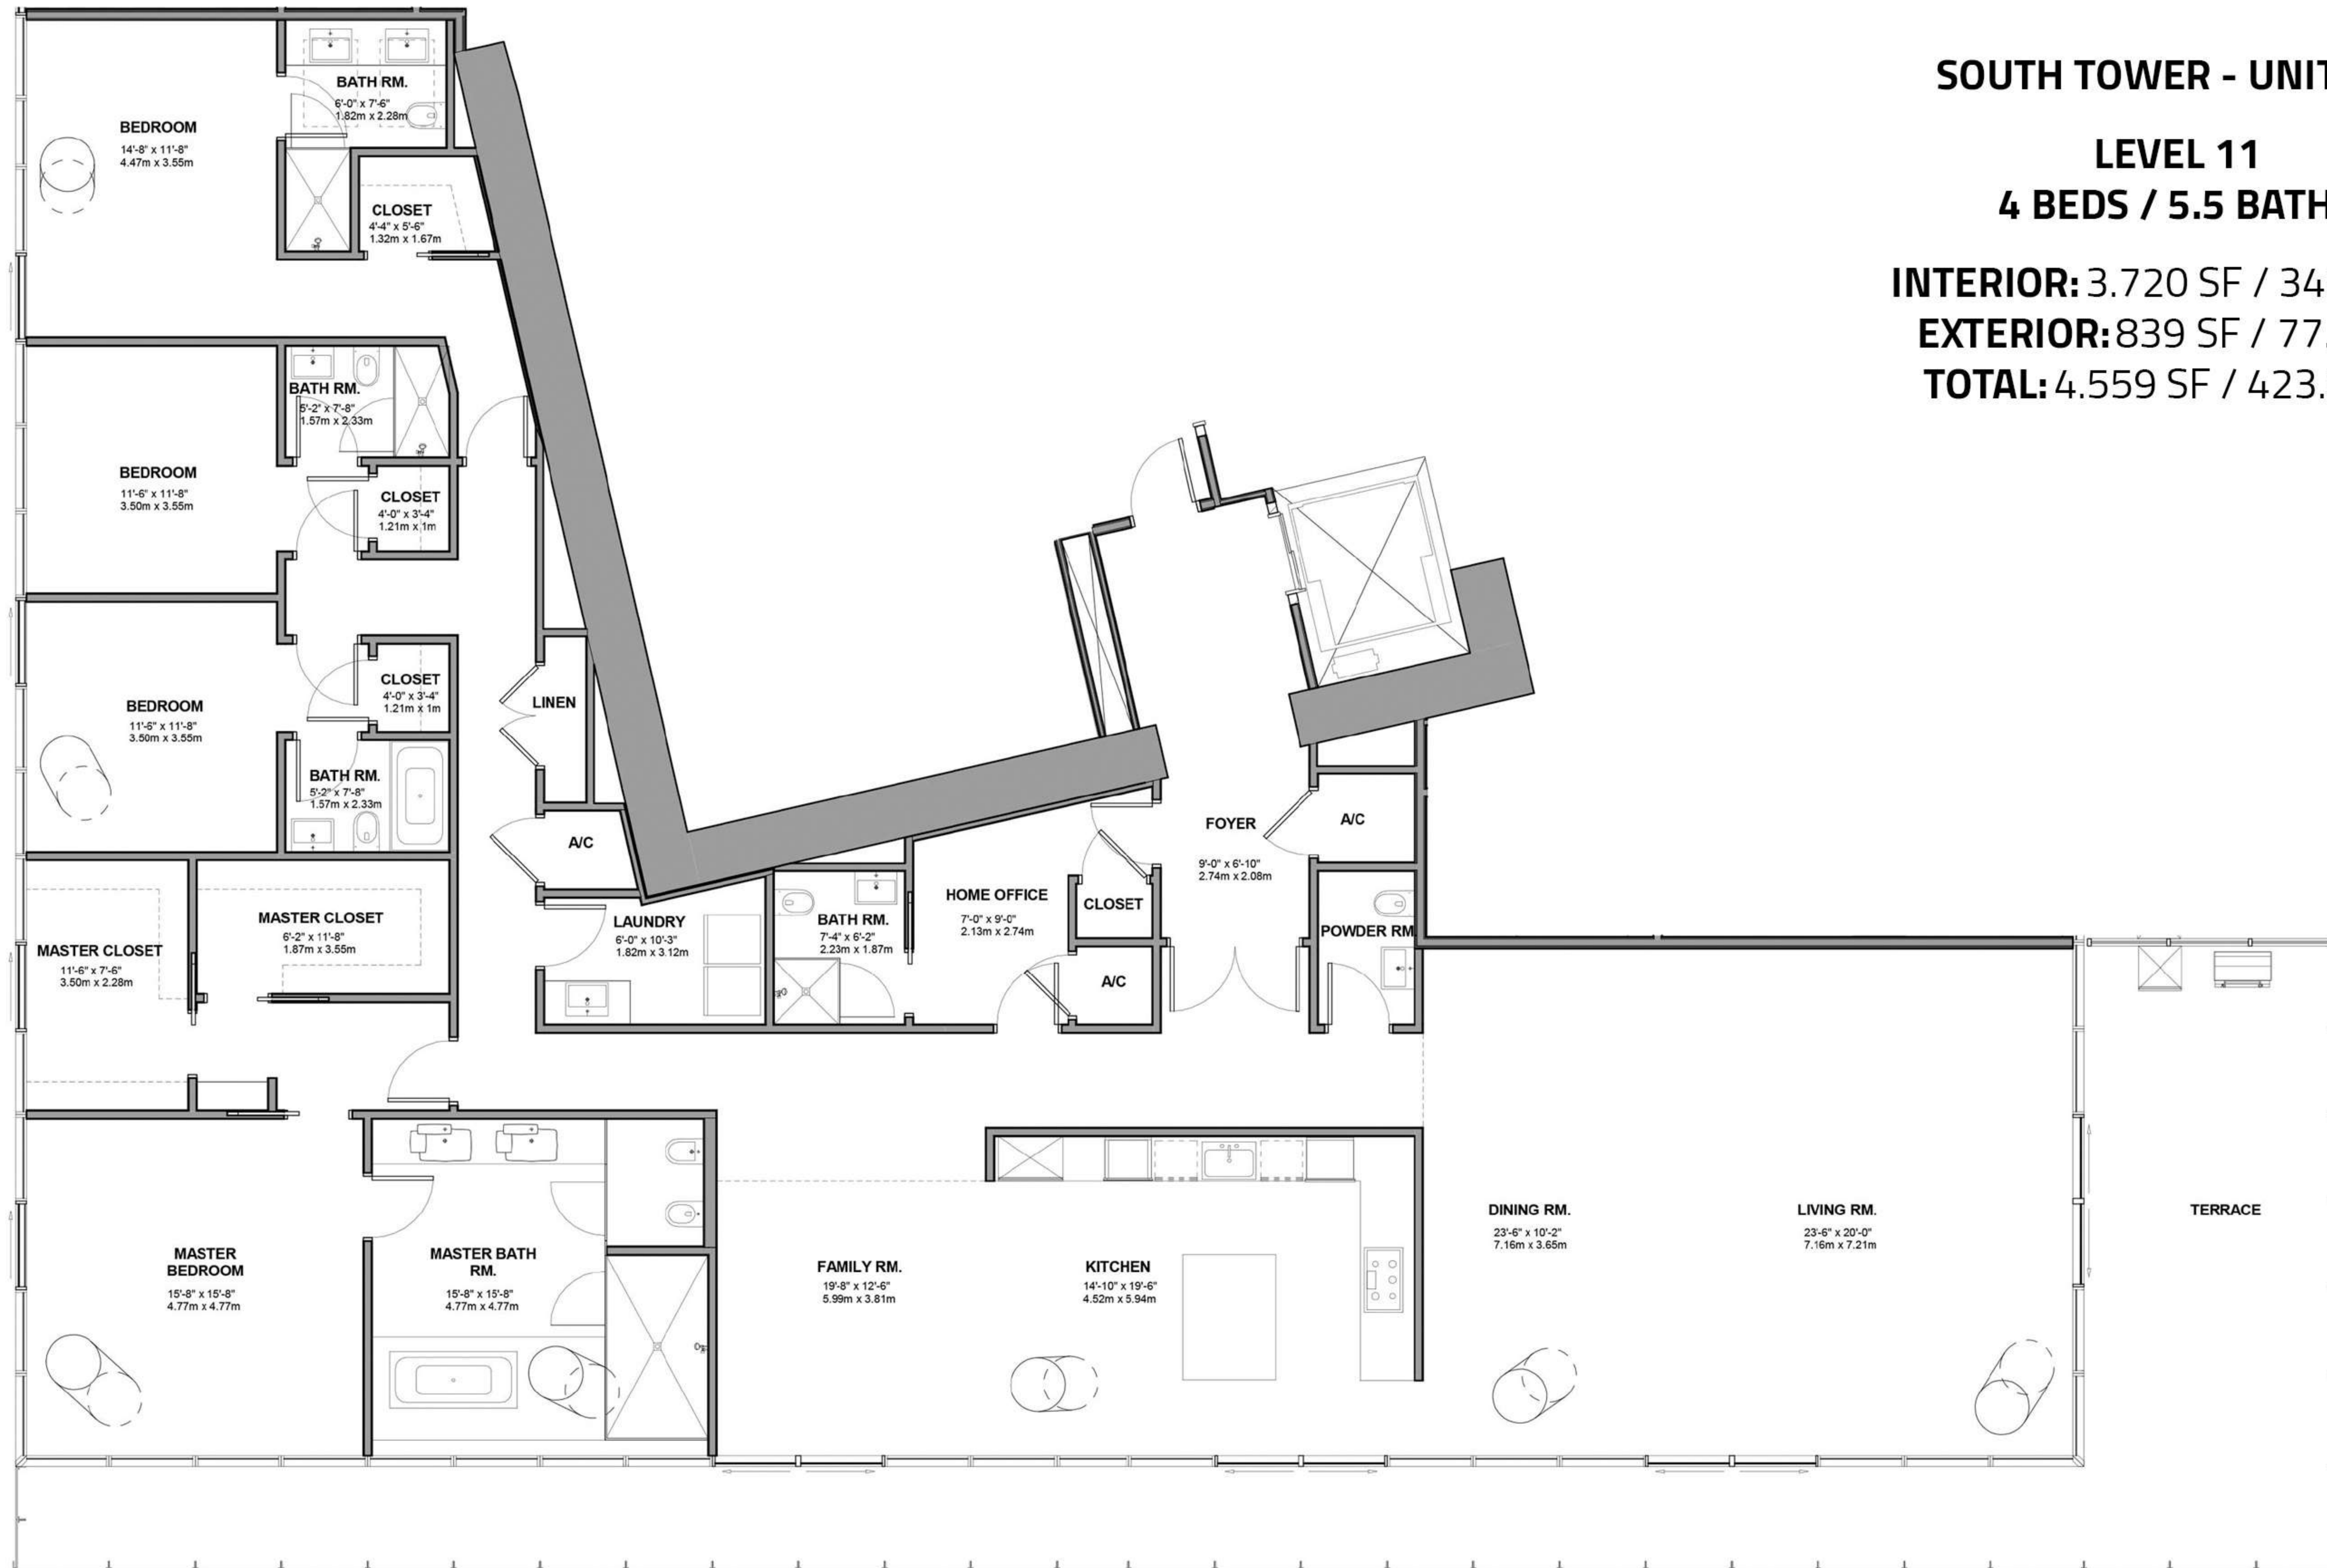 SOUTH TOWER - UNIT
LEVEL 11
4 BEDS / 5.5 BATH
INTERIOR: 3.720 SF / 34
EXTERIOR: 839 SF / 77.
TOTAL: 4.559 SF / 423.
BATH RM.
6'-0" x 7'-6"
1.82m x 2.28m
BEDROOM
14'-8" x 11'-8"
4.47m x 3.55m
CLOSET
4'-4" x 5'-6"
1.32m x 1.67m
BATH RM.
5'-2" x 7'-8"
1.57m x 2.33m
BEDROOM
11'-6" x 11'-8"
3.50m x 3.55m
CLOSET
4'-0" x 3'-4"
1.21m x 1m
CLOSET
4'-0" x 3'-4"
1.21m x 1m
LINEN
BEDROOM
11'-6" x 11'-8"
3.50m x 3.55m
BATH RM.
5'-2" x 7'-8"
1.57m x 2.33m
A/C
FOYER
9'-0" x 6'-10"
2.74m x 2.08m
A/C
MASTER CLOSET
6'-2" x 11'-8"
1.87m x 3.55m
MASTER CLOSET
11'-6" x 7'-6"
3.50m x 2.28m
LAUNDRY
6'-0" x 10'-3"
1.82m x 3.12m
BATH RM.
7'-4" x 6'-2"
2.23m x 1.87m
HOME OFFICE
7'-0" x 9'-0"
2.13m x 2.74m
CLOSET
A/C
POWDER RM.
MASTER
BEDROOM
15'-8" x 15'-8"
4.77m x 4.77m
MASTER BATH
RM.
15'-8" x 15'-8"
4.77m x 4.77m
FAMILY RM.
19'-8" x 12'-6"
5.99m x 3.81m
KITCHEN
14'-10" x 19'-6"
4.52m x 5.94m
DINING RM.
23'-6" x 10'-2"
7.16m x 3.65m
LIVING RM.
23'-6" x 20'-0"
7.16m x 7.21m
TERRACE